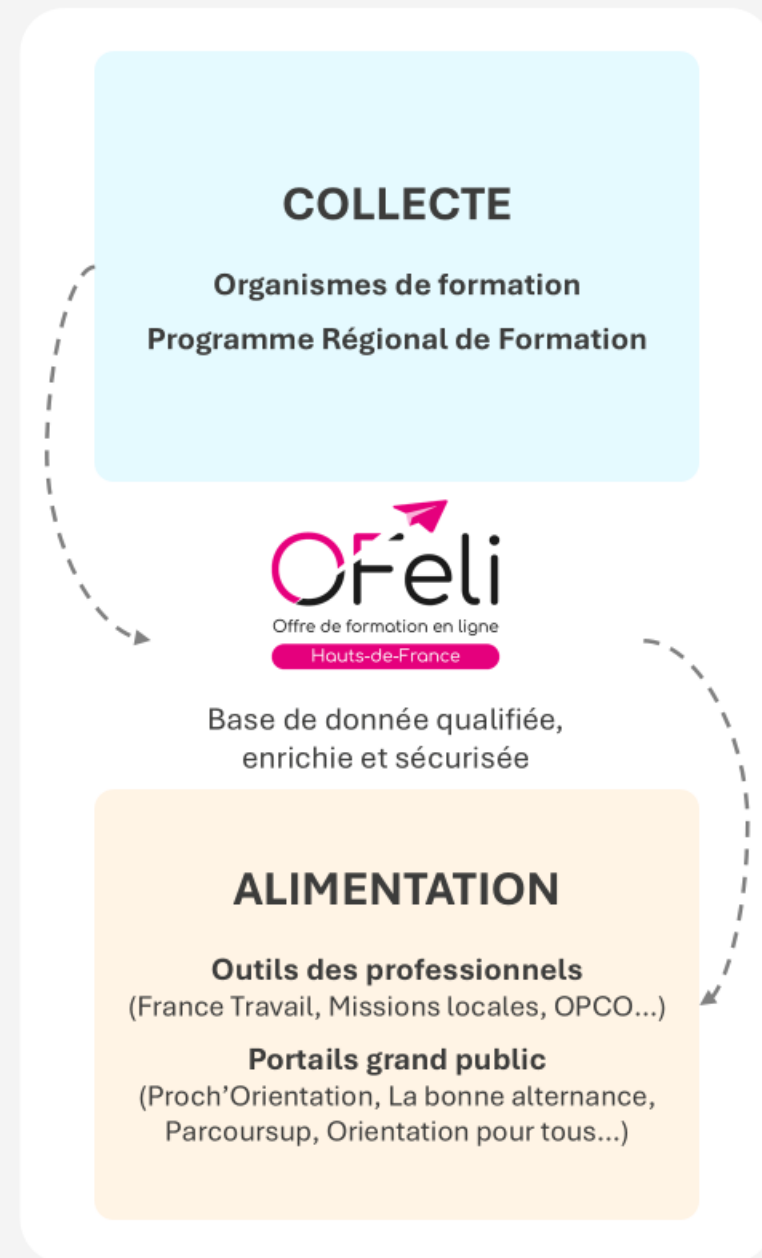 COLLECTE
Organismes de formation
Programme Régional de Formation
OFeli
Offre de formation en ligne
Hauts-de-France
Base de donnée qualifiée,
enrichie et sécurisée
ALIMENTATION
Outils des professionnels
(France Travail, Missions locales, OPCO...)
Portails grand public
(Proch'Orientation, La bonne alternance,
Parcoursup, Orientation pour tous...)